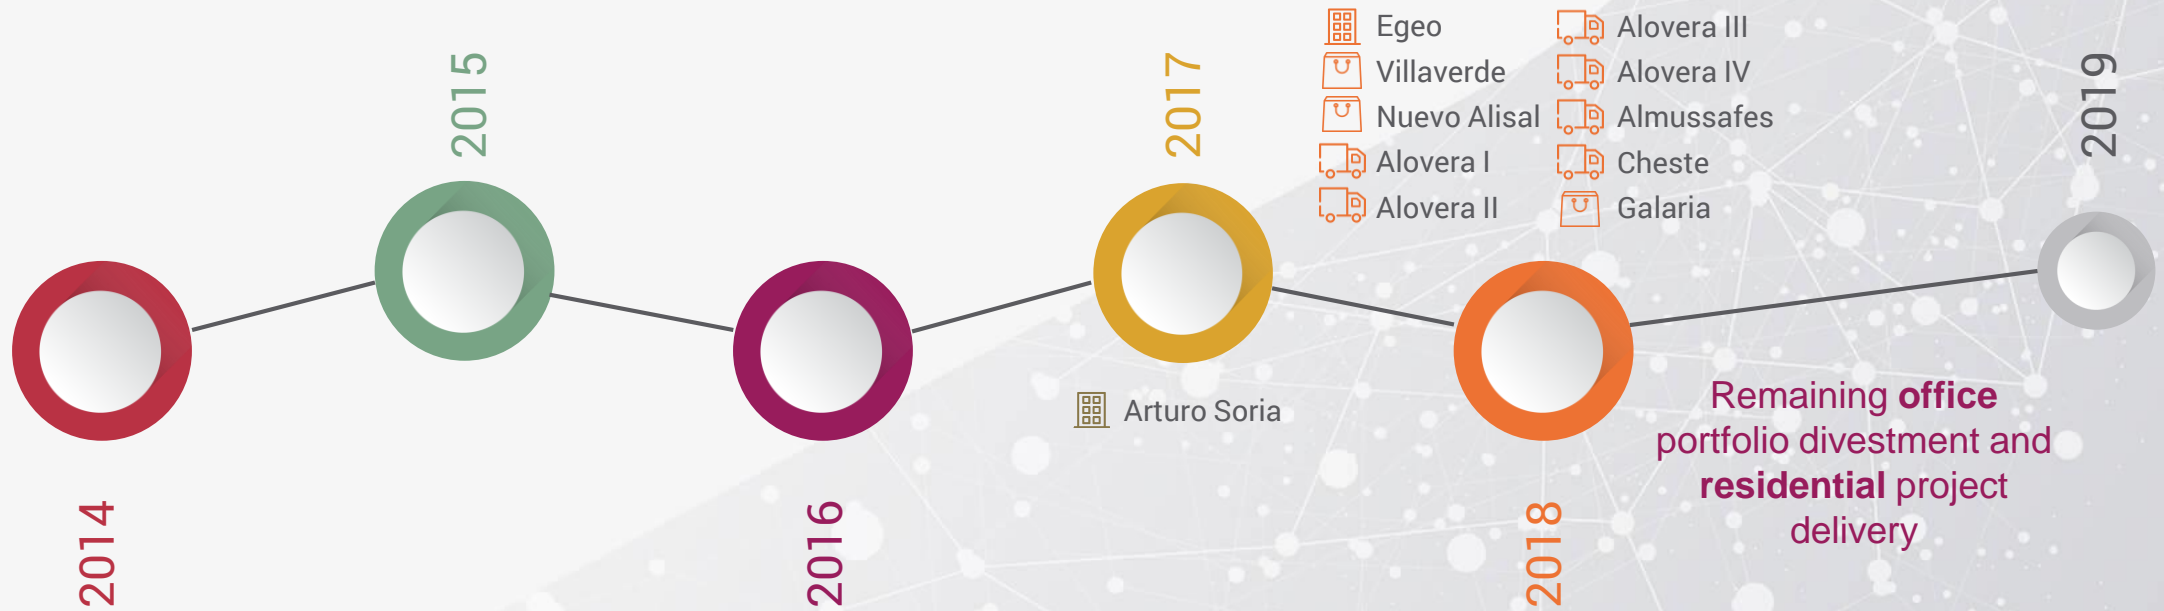 2014
2015
2016
2017
Arturo Soria
Egeo
Villaverde
Nuevo Alisal
Alovera I
Alovera II
Alovera III
Alovera IV
Almussafes
Cheste
Galaria
2018
2019
Remaining office
portfolio divestment and
residential project
delivery